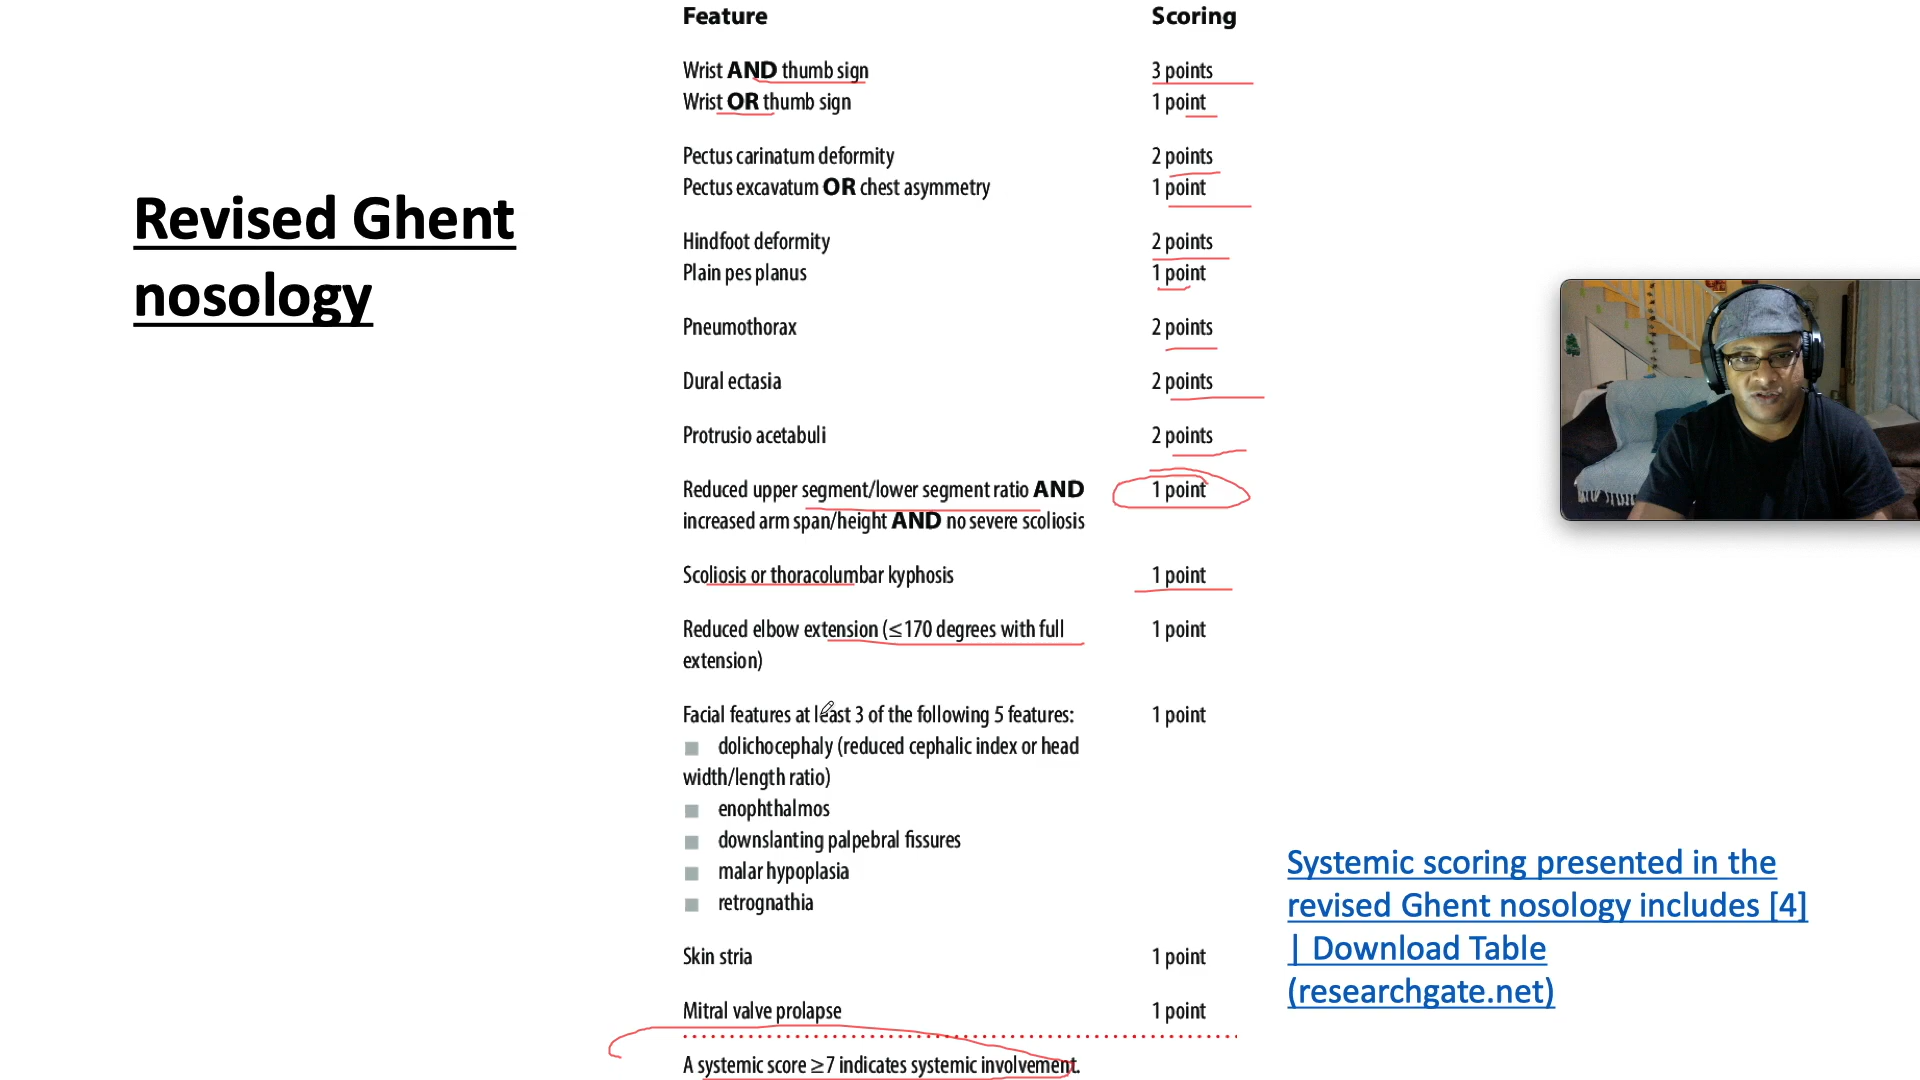 Revised Ghent
nosology
Feature Scoring
Wrist AND thumb sign 3 points
Wrist OR thumb sign 1 point
Pectus carinatum deformity 2 points
Pectus excavatum OR chest asymmetry 1 point
Hindfoot deformity 2 points
Plain pes planus 1 point
Pneumothorax 2 points
Dural ectasia 2 points
Protrusio acetabuli 2 points
Reduced upper segment/lower segment ratio AND 1 point
increased arm span/height AND no severe scoliosis
Scoliosis or thoracolumbar kyphosis 1 point
Reduced elbow extension (≤170 degrees with full 1 point
extension)
Facial features at least 3 of the following 5 features: 1 point
■ dolichocephaly (reduced cephalic index or head
width/length ratio)
■ enophthalmos
■ downslanting palpebral fissures
■ malar hypoplasia
■ retrognathia
Skin stria 1 point
Mitral valve prolapse 1 point
A systemic score ≥7 indicates systemic involvement.
Systemic scoring presented in the
revised Ghent nosology includes [4]
| Download Table
(researchgate.net)